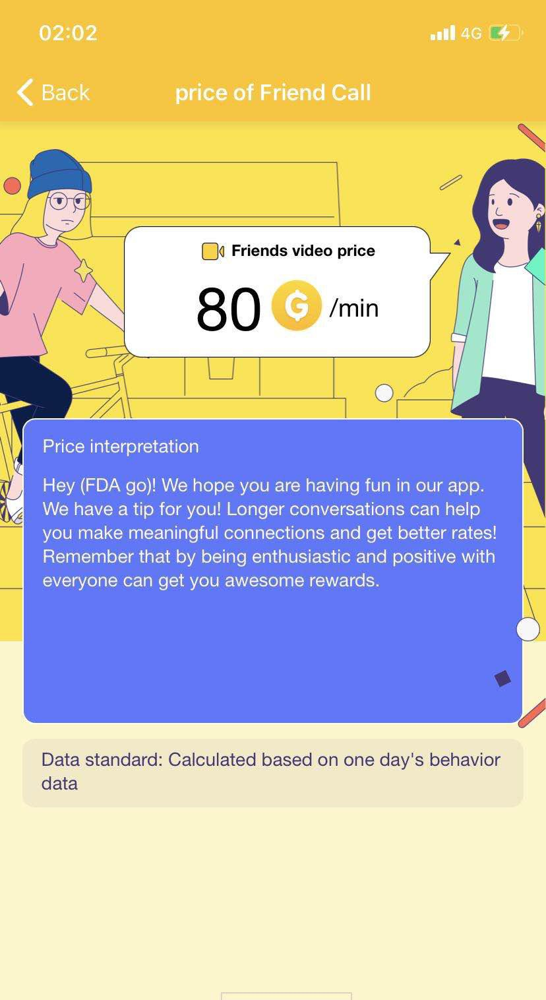 02:02
4G
Back
price of Friend Call
Friends video price
80 G /min
Price interpretation
Hey (FDA go)! We hope you are having fun in our app.
We have a tip for you! Longer conversations can help
you make meaningful connections and get better rates!
Remember that by being enthusiastic and positive with
everyone can get you awesome rewards.
Data standard: Calculated based on one day's behavior
data